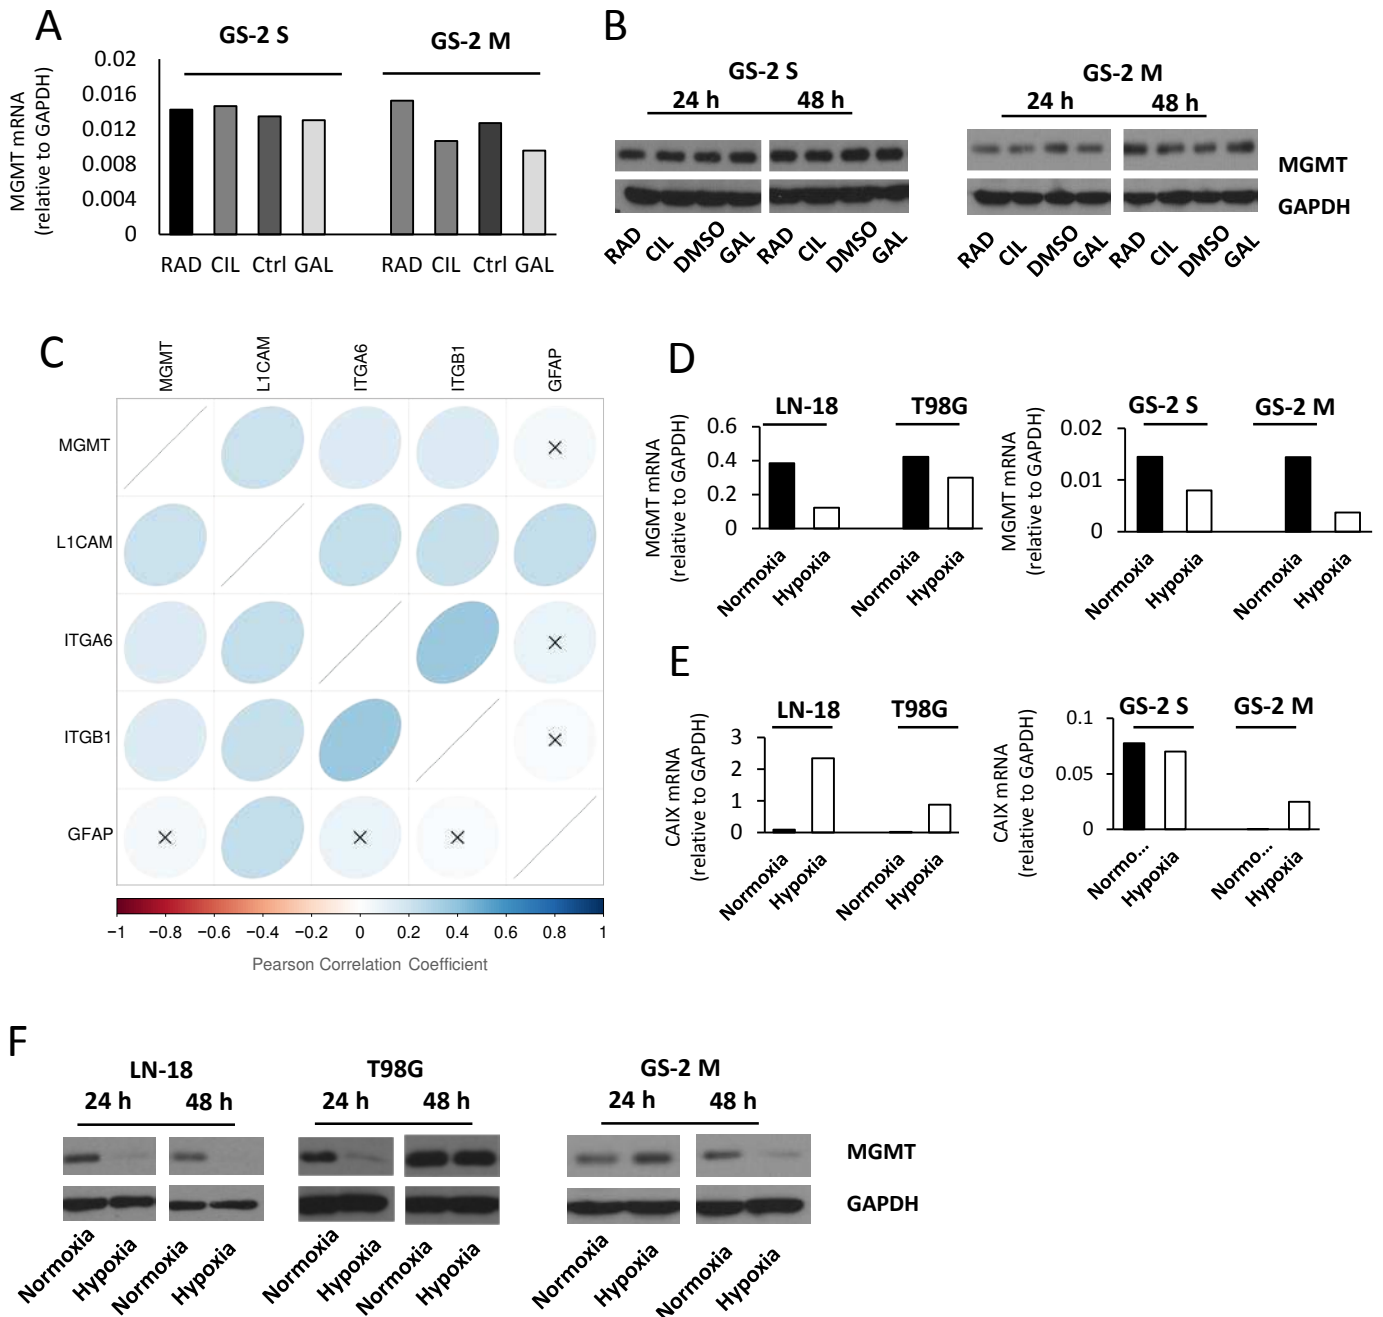 A
GS-2 S
GS-2 M
MGMT mRNA
(relative to GAPDH)
0.02
0.016
0.012
0.008
0.004
0
RAD CIL Ctrl GAL
RAD CIL Ctrl GAL
B
GS-2 S
24 h 48 h
GS-2 M
24 h 48 h
MGMT
GAPDH
RAD CIL DMSO GAL RAD CIL DMSO GAL
RAD CIL DMSO GAL RAD CIL DMSO GAL
C
MGMT L1CAM ITGA6 ITGB1 GFAP
MGMT
L1CAM
ITGA6
ITGB1
GFAP
−1 −0.8 −0.6 −0.4 −0.2 0 0.2 0.4 0.6 0.8 1
Pearson Correlation Coefficient
D
LN-18 T98G
MGMT mRNA
(relative to GAPDH)
0.6
0.4
0.2
0
Normoxia Hypoxia Normoxia Hypoxia
GS-2 S GS-2 M
MGMT mRNA
(relative to GAPDH)
0.02
0.01
0
Normoxia Hypoxia Normoxia Hypoxia
E
LN-18 T98G
CAIX mRNA
(relative to GAPDH)
3
2
1
0
Normoxia Hypoxia Normoxia Hypoxia
GS-2 S GS-2 M
CAIX mRNA
(relative to GAPDH)
0.1
0.05
0
Normo... Hypoxia Normo... Hypoxia
F
LN-18
24 h 48 h
T98G
24 h 48 h
GS-2 M
24 h 48 h
MGMT
GAPDH
Normoxia Hypoxia Normoxia Hypoxia
Normoxia Hypoxia Normoxia Hypoxia
Normoxia Hypoxia Normoxia Hypoxia